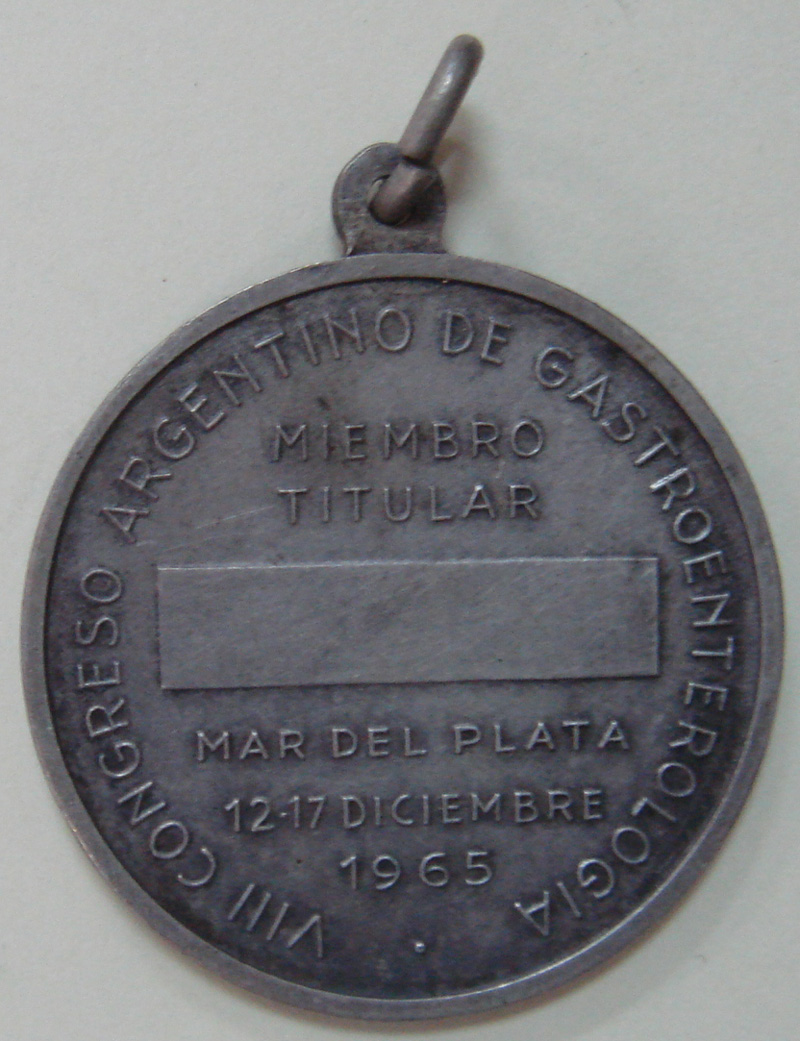 VIII CONGRESO ARGENTINO DE GASTROENTEROLOGIA
MIEMBRO
TITULAR
MAR DEL PLATA
12-17 DICIEMBRE
1965